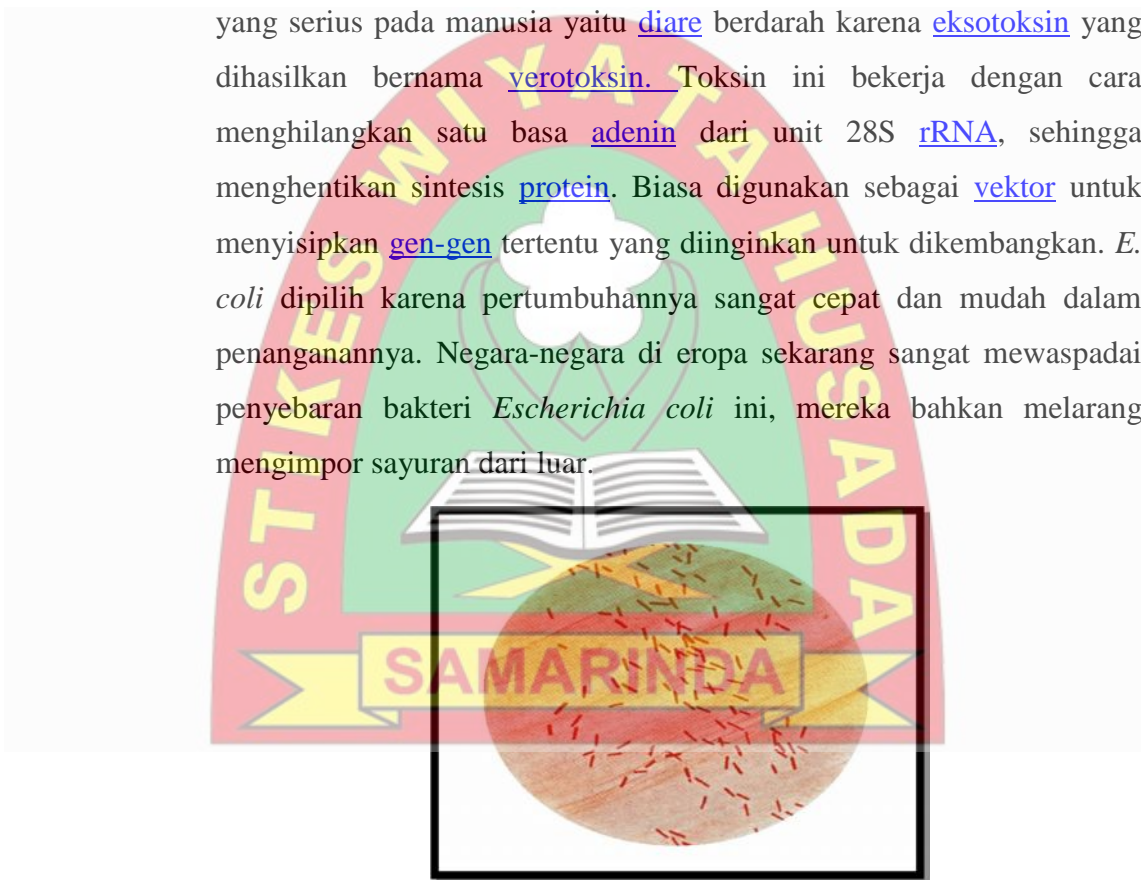 yang serius pada manusia yaitu diare berdarah karena eksotoksin yang
dihasilkan bernama verotoksin. Toksin ini bekerja dengan cara
menghilangkan satu basa adenin dari unit 28S rRNA, sehingga
menghentikan sintesis protein. Biasa digunakan sebagai vektor untuk
menyisipkan gen-gen tertentu yang diinginkan untuk dikembangkan. E.
coli dipilih karena pertumbuhannya sangat cepat dan mudah dalam
penanganannya. Negara-negara di eropa sekarang sangat mewaspadai
penyebaran bakteri Escherichia coli ini, mereka bahkan melarang
mengimpor sayuran dari luar.
STIKES WIYATA HUSADA
SAMARINDA